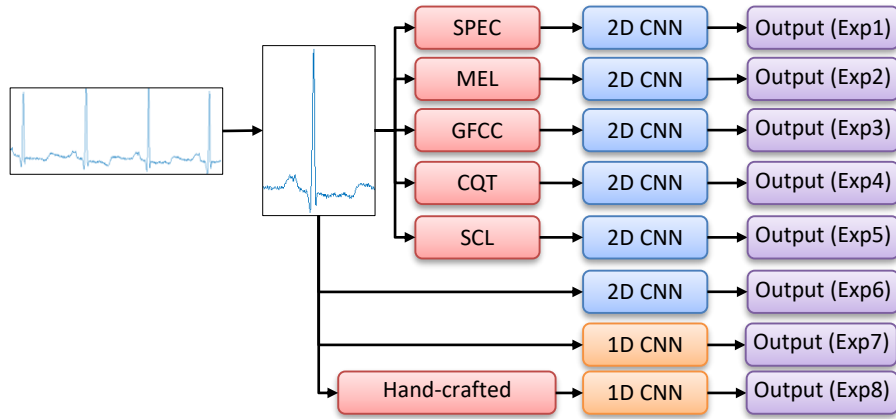 SPEC 2D CNN Output (Exp1)
MEL 2D CNN Output (Exp2)
GFCC 2D CNN Output (Exp3)
CQT 2D CNN Output (Exp4)
SCL 2D CNN Output (Exp5)
2D CNN Output (Exp6)
1D CNN Output (Exp7)
Hand-crafted 1D CNN Output (Exp8)